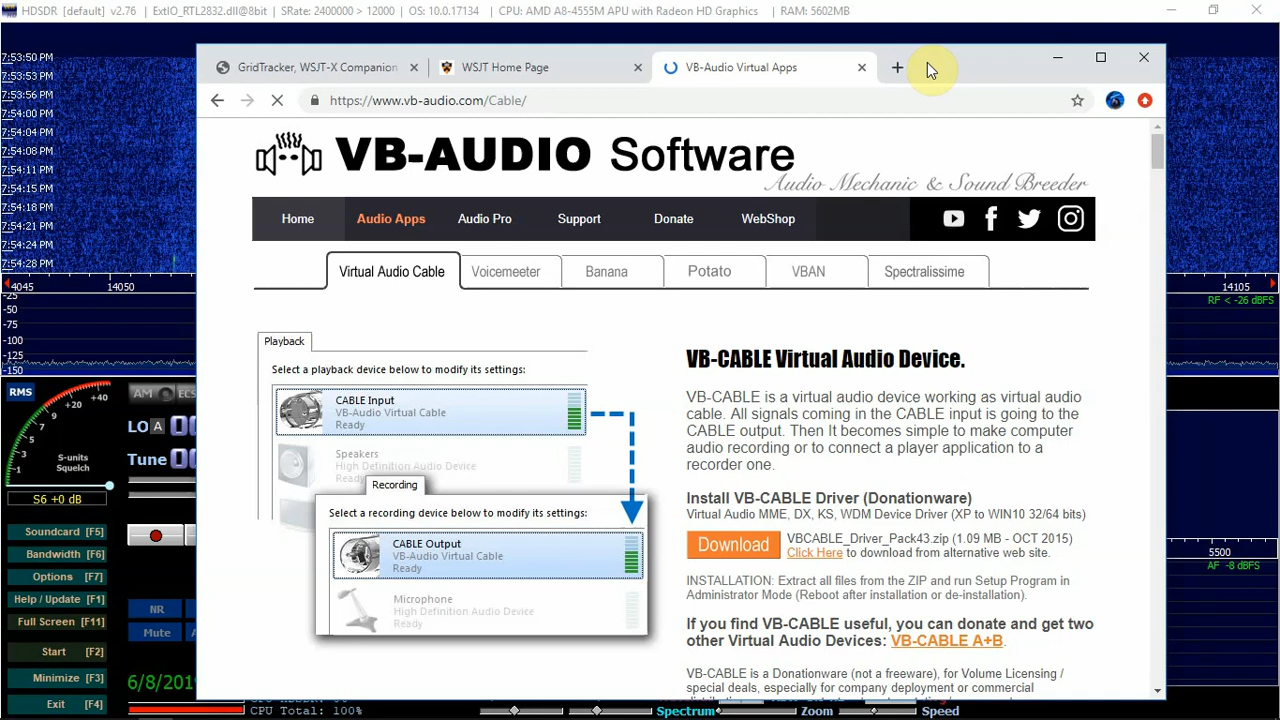 HDSDR [default] v2.76 | ExtIO_RTL2832.dll@8bit | SRate: 2400000 > 12000 | OS: 10.0.17134 | CPU: AMD A8-4555M APU with Radeon HD Graphics | RAM: 5602MB
GridTracker, WSJT-X Companion
WSJT Home Page
VB-Audio Virtual Apps
https://www.vb-audio.com/Cable/
VB-AUDIO Software
Audio Mechanic & Sound Breeder
Home Audio Apps Audio Pro Support Donate WebShop
Virtual Audio Cable Voicemeeter Banana Potato VBAN Spectralissime
Playback
Select a playback device below to modify its settings:
CABLE Input
VB-Audio Virtual Cable
Ready
Speakers
High Definition Audio Device
Recording
Select a recording device below to modify its settings:
CABLE Output
VB-Audio Virtual Cable
Ready
Microphone
High Definition Audio Device
Ready
VB-CABLE Virtual Audio Device.
VB-CABLE is a virtual audio device working as virtual audio
cable. All signals coming in the CABLE input is going to the
CABLE output. Then It becomes simple to make computer
audio recording or to connect a player application to a
recorder one.
Install VB-CABLE Driver (Donationware)
Virtual Audio MME, DX, KS, WDM Device Driver (XP to WIN10 32/64 bits)
Download
VBCABLE_Driver_Pack43.zip (1.09 MB - OCT 2015)
Click Here to download from alternative web site.
INSTALLATION: Extract all files from the ZIP and run Setup Program in
Administrator Mode (Reboot after installation or de-installation).
If you find VB-CABLE useful, you can donate and get two
other Virtual Audio Devices: VB-CABLE A+B.
VB-CABLE is a Donationware (not a freeware), for Volume Licensing /
special deals, especially for company deployment or commercial
7:53:50 PM
7:53:56 PM
7:54:00 PM
7:54:04 PM
7:54:08 PM
7:54:11 PM
7:54:15 PM
7:54:18 PM
7:54:21 PM
7:54:24 PM
7:54:28 PM
4045 14050
14105
-25
-50
-75
-100
-125
-150
RF < -26 dBFS
RMS
1 3 5 7 9 +20 +40
S-units
Squelch
S6 +0 dB
AM ECS
LO A
Tune
Soundcard [F5]
Bandwidth [F6]
Options [F7]
Help / Update [F1]
Full Screen [F11]
Start [F2]
Minimize [F3]
Exit [F4]
NR
Mute
6/8/201
CPU Total: 100%
5500
AF -8 dBFS
Spectrum Zoom Speed